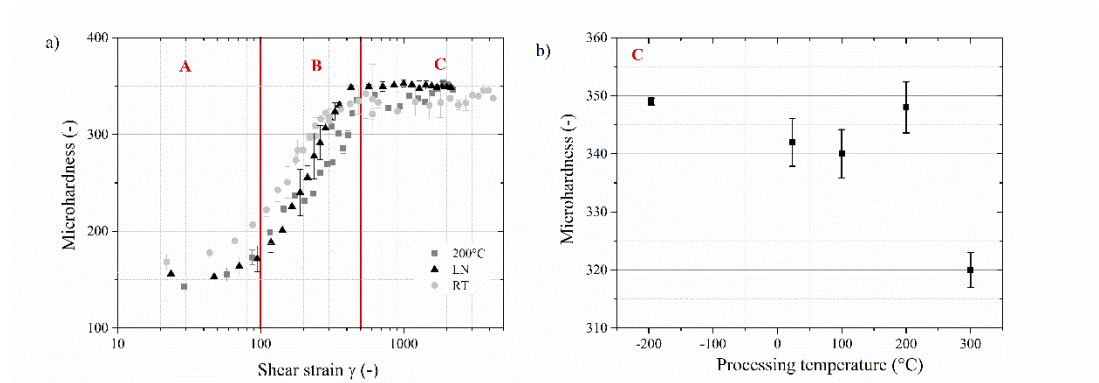 a)
400
300
200
100
Microhardness (-)
A
B
C
200°C
LN
RT
10
100
1000
Shear strain γ (-)
b)
360
350
340
330
320
310
Microhardness (-)
C
-200
-100
0
100
200
300
Processing temperature (°C)